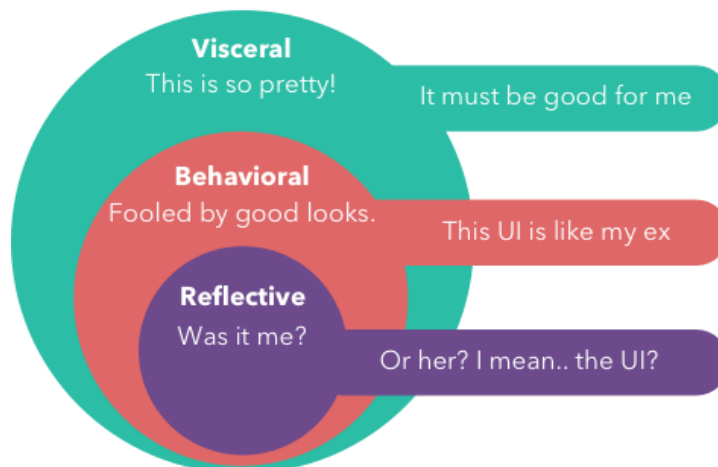 Visceral
This is so pretty!
It must be good for me
Behavioral
Fooled by good looks.
This UI is like my ex
Reflective
Was it me?
Or her? I mean.. the UI?